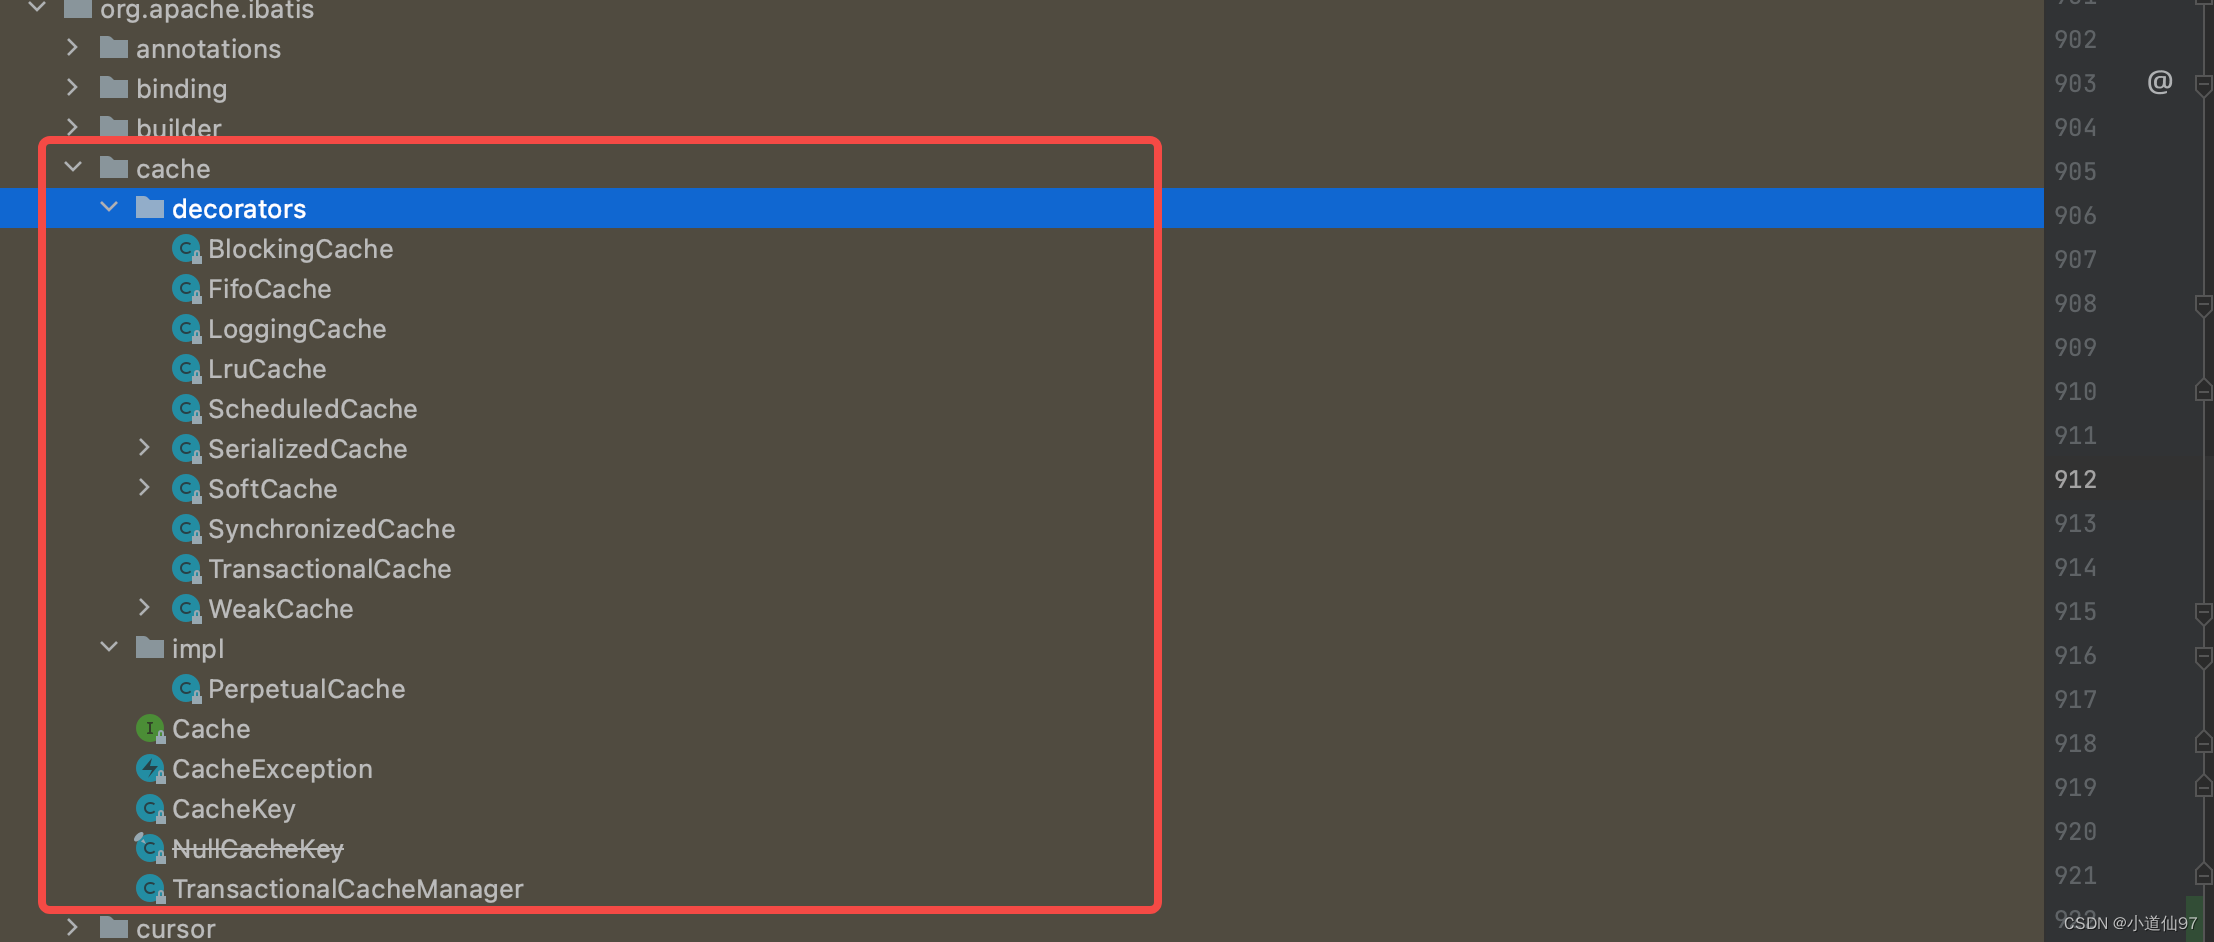 org.apache.ibatis
annotations
binding
builder
cache
decorators
BlockingCache
FifoCache
LoggingCache
LruCache
ScheduledCache
SerializedCache
SoftCache
SynchronizedCache
TransactionalCache
WeakCache
impl
PerpetualCache
Cache
CacheException
CacheKey
NullCacheKey
TransactionalCacheManager
cursor
902
903 @
904
905
906
907
908
909
910
911
912
913
914
915
916
917
918
919
920
921
CSDN @小道仙97